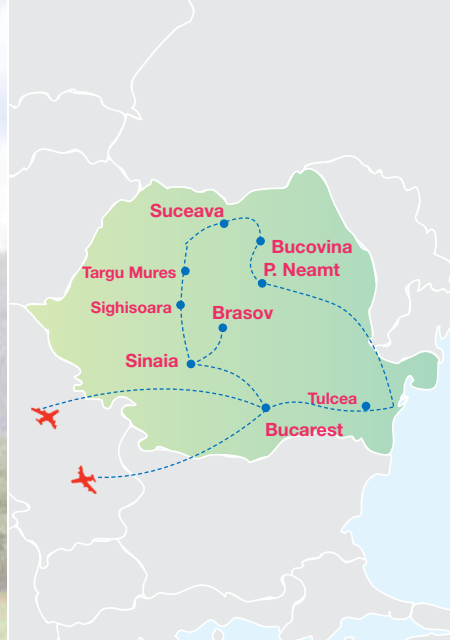 Suceava
Bucovina
Targu Mures
P. Neamt
Sighisoara
Brasov
Sinaia
Tulcea
Bucarest